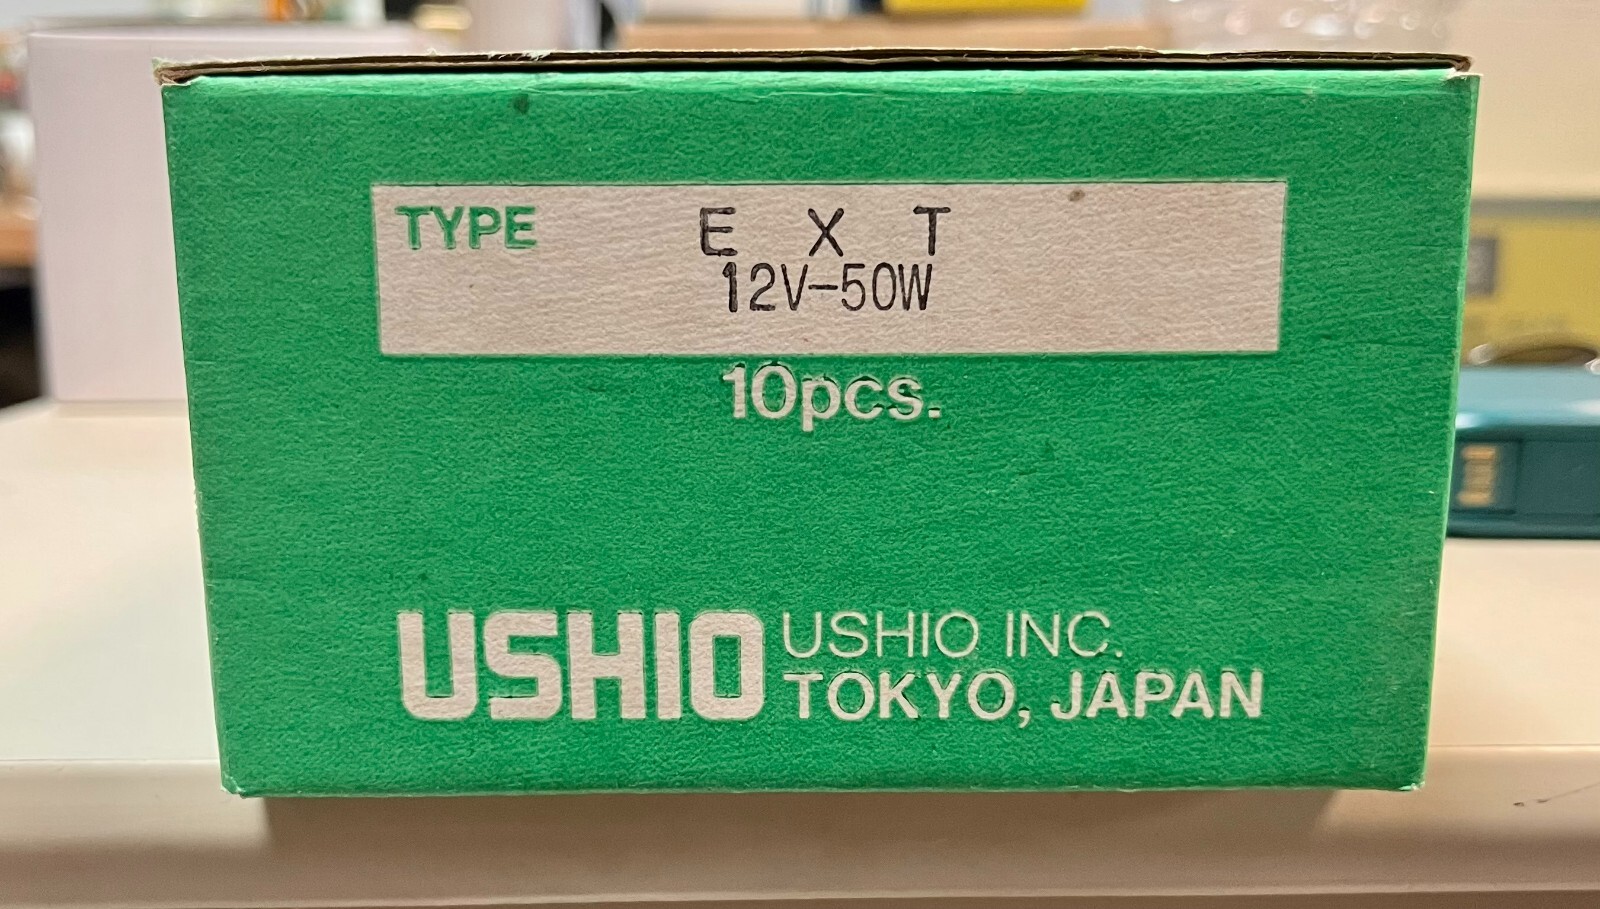 TYPE E X T
12V-50W
10pcs.
USHIO USHIO INC.
TOKYO, JAPAN